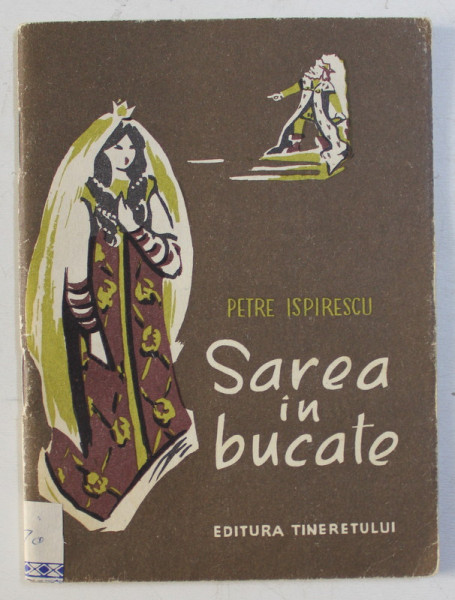 PETRE ISPIRESCU
Sarea
in
bucate
EDITURA TINERETULUI